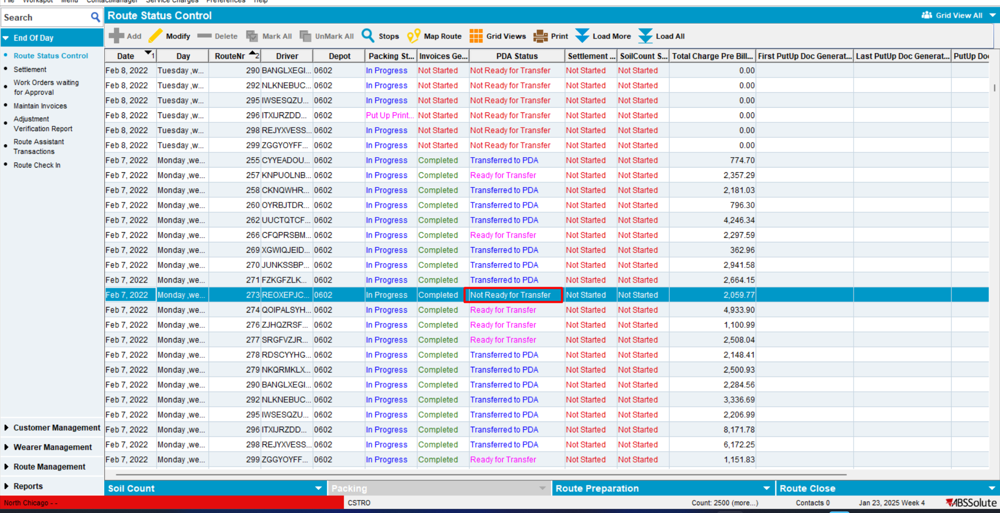 File Workspot Menu ContactManager Service Charges Preferences Help
Search
Route Status Control
Grid View All
End Of Day
Add Modify Delete Mark All UnMark All Stops Map Route Grid Views Print Load More Load All
Route Status Control
Settlement
Work Orders waiting
for Approval
Maintain Invoices
Adjustment
Verification Report
Route Assistant
Transactions
Route Check In
Customer Management
Wearer Management
Route Management
Reports
Date 1 Day RouteNr 2 Driver Depot Packing St... Invoices Ge... PDA Status Settlement ... SoilCount S... Total Charge Pre Bill... First PutUp Doc Generat... Last PutUp Doc Generat... PutUp Do
Feb 8, 2022 Tuesday ,w... 290 BANGLXEGI... 0602 In Progress Not Started Not Ready for Transfer Not Started Not Started 0.00
Feb 8, 2022 Tuesday ,w... 292 NLKNEBUC... 0602 In Progress Not Started Not Ready for Transfer Not Started Not Started 0.00
Feb 8, 2022 Tuesday ,w... 295 IWSESQZU... 0602 In Progress Not Started Not Ready for Transfer Not Started Not Started 0.00
Feb 8, 2022 Tuesday ,w... 296 ITXIJRZDD... 0602 Put Up Print... Not Started Not Ready for Transfer Not Started Not Started 0.00
Feb 8, 2022 Tuesday ,w... 298 REJYXVESS... 0602 In Progress Not Started Not Ready for Transfer Not Started Not Started 0.00
Feb 8, 2022 Tuesday ,w... 299 ZGGYOYFF... 0602 In Progress Not Started Not Ready for Transfer Not Started Not Started 0.00
Feb 7, 2022 Monday ,we... 255 CYYEADOU... 0602 In Progress Completed Transferred to PDA Not Started Not Started 774.70
Feb 7, 2022 Monday ,we... 257 KNPUOLNB... 0602 In Progress Completed Ready for Transfer Not Started Not Started 2,357.29
Feb 7, 2022 Monday ,we... 258 CKNQWHR... 0602 In Progress Completed Transferred to PDA Not Started Not Started 2,181.03
Feb 7, 2022 Monday ,we... 260 OYRBJTDR... 0602 In Progress Completed Transferred to PDA Not Started Not Started 796.30
Feb 7, 2022 Monday ,we... 262 UUCTQTCF... 0602 In Progress Completed Transferred to PDA Not Started Not Started 4,246.34
Feb 7, 2022 Monday ,we... 266 CFQPRSBM... 0602 In Progress Completed Ready for Transfer Not Started Not Started 2,297.59
Feb 7, 2022 Monday ,we... 269 XGWIQJEID... 0602 In Progress Completed Transferred to PDA Not Started Not Started 362.96
Feb 7, 2022 Monday ,we... 270 JUNKSSBP... 0602 In Progress Completed Transferred to PDA Not Started Not Started 2,941.58
Feb 7, 2022 Monday ,we... 271 FZKGFZLK... 0602 In Progress Completed Transferred to PDA Not Started Not Started 2,664.15
Feb 7, 2022 Monday ,we... 273 REOXEPJC... 0602 In Progress Completed Not Ready for Transfer Not Started Not Started 2,059.77
Feb 7, 2022 Monday ,we... 274 QOIPALSYH... 0602 In Progress Completed Ready for Transfer Not Started Not Started 4,933.90
Feb 7, 2022 Monday ,we... 276 ZJHQZRSF... 0602 In Progress Completed Ready for Transfer Not Started Not Started 1,100.99
Feb 7, 2022 Monday ,we... 277 SRGFVZJR... 0602 In Progress Completed Ready for Transfer Not Started Not Started 2,508.04
Feb 7, 2022 Monday ,we... 278 RDSCYYHG... 0602 In Progress Completed Transferred to PDA Not Started Not Started 2,148.41
Feb 7, 2022 Monday ,we... 279 NKQRMKLX... 0602 In Progress Completed Transferred to PDA Not Started Not Started 2,500.93
Feb 7, 2022 Monday ,we... 290 BANGLXEGI... 0602 In Progress Completed Transferred to PDA Not Started Not Started 2,284.56
Feb 7, 2022 Monday ,we... 292 NLKNEBUC... 0602 In Progress Completed Transferred to PDA Not Started Not Started 3,336.69
Feb 7, 2022 Monday ,we... 295 IWSESQZU... 0602 In Progress Completed Transferred to PDA Not Started Not Started 2,206.99
Feb 7, 2022 Monday ,we... 296 ITXIJRZDD... 0602 In Progress Completed Transferred to PDA Not Started Not Started 8,171.78
Feb 7, 2022 Monday ,we... 298 REJYXVESS... 0602 In Progress Completed Transferred to PDA Not Started Not Started 6,172.25
Feb 7, 2022 Monday ,we... 299 ZGGYOYFF... 0602 In Progress Completed Ready for Transfer Not Started Not Started 1,151.83
Soil Count Packing Route Preparation Route Close
North Chicago - - CSTRO Count: 2500 (more...) Contacts 0 Jan 23, 2025 Week 4 ABSSolute